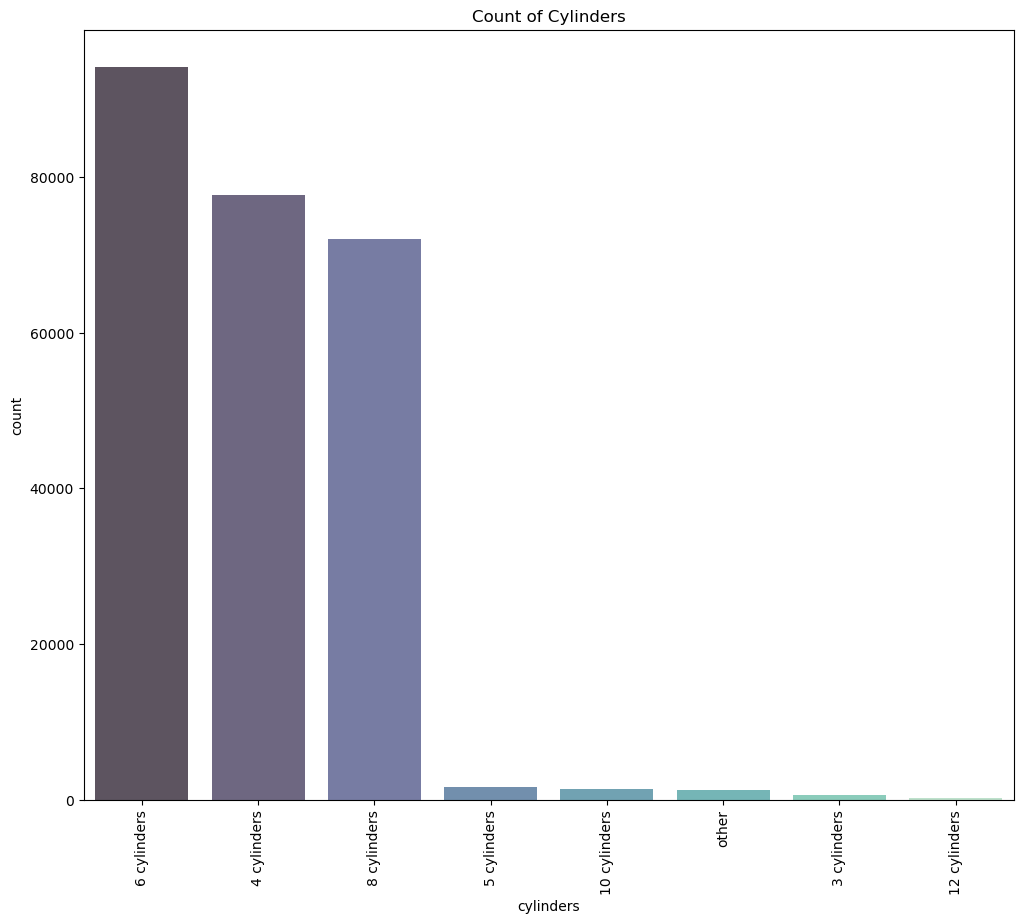 Count of Cylinders
80000
60000
40000
20000
0
count
6 cylinders
4 cylinders
8 cylinders
5 cylinders
10 cylinders
other
3 cylinders
12 cylinders
cylinders